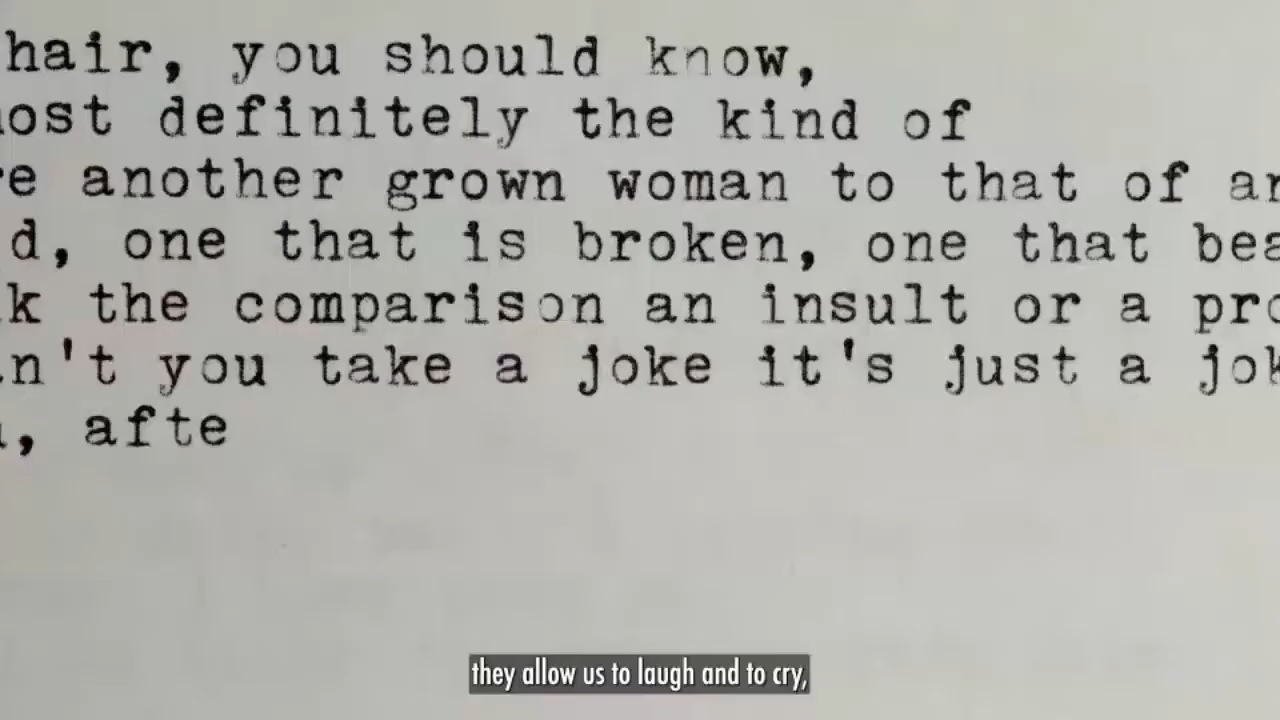 hair, you should know,
ost definitely the kind of
e another grown woman to that of
d, one that is broken, one that
k the comparison an insult or a
n't you take a joke it's just a
, afte
they allow us to laugh and to cry,